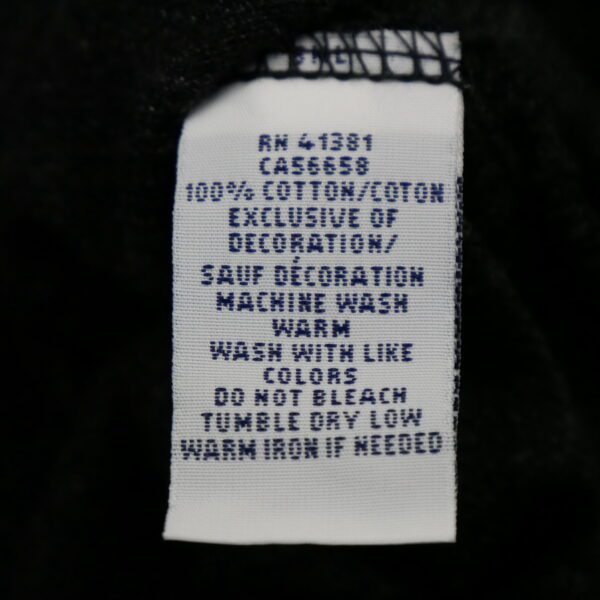 RN 41381
CA56658
100% COTTON/COTON
EXCLUSIVE OF
DECORATION/
SAUF DÉCORATION
MACHINE WASH
WARM
WASH WITH LIKE
COLORS
DO NOT BLEACH
TUMBLE DRY LOW
WARM IRON IF NEEDED